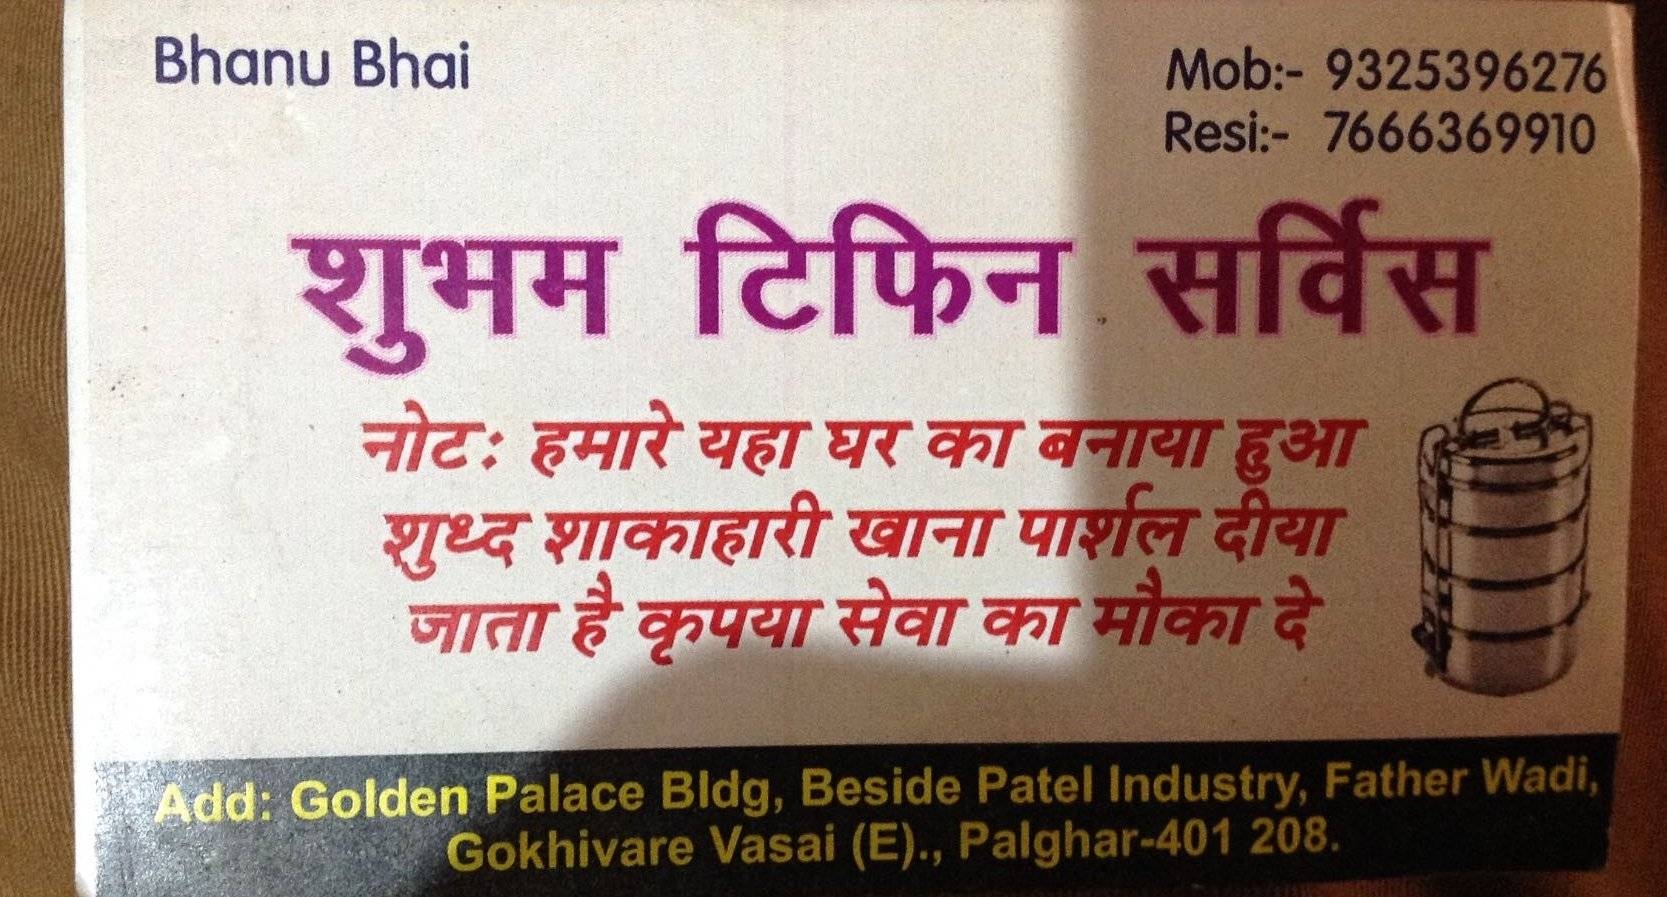 Bhanu Bhai
Mob:- 9325396276
Resi:- 7666369910
शुभम टिफिन सर्विस
नोटः हमारे यहा घर का बनाया हुआ
शुध्द शाकाहारी खाना पार्शल दीया
जाता है कृपया सेवा का मौका दे
Add: Golden Palace Bldg, Beside Patel Industry, Father Wadi,
Gokhivare Vasai (E)., Palghar-401 208.